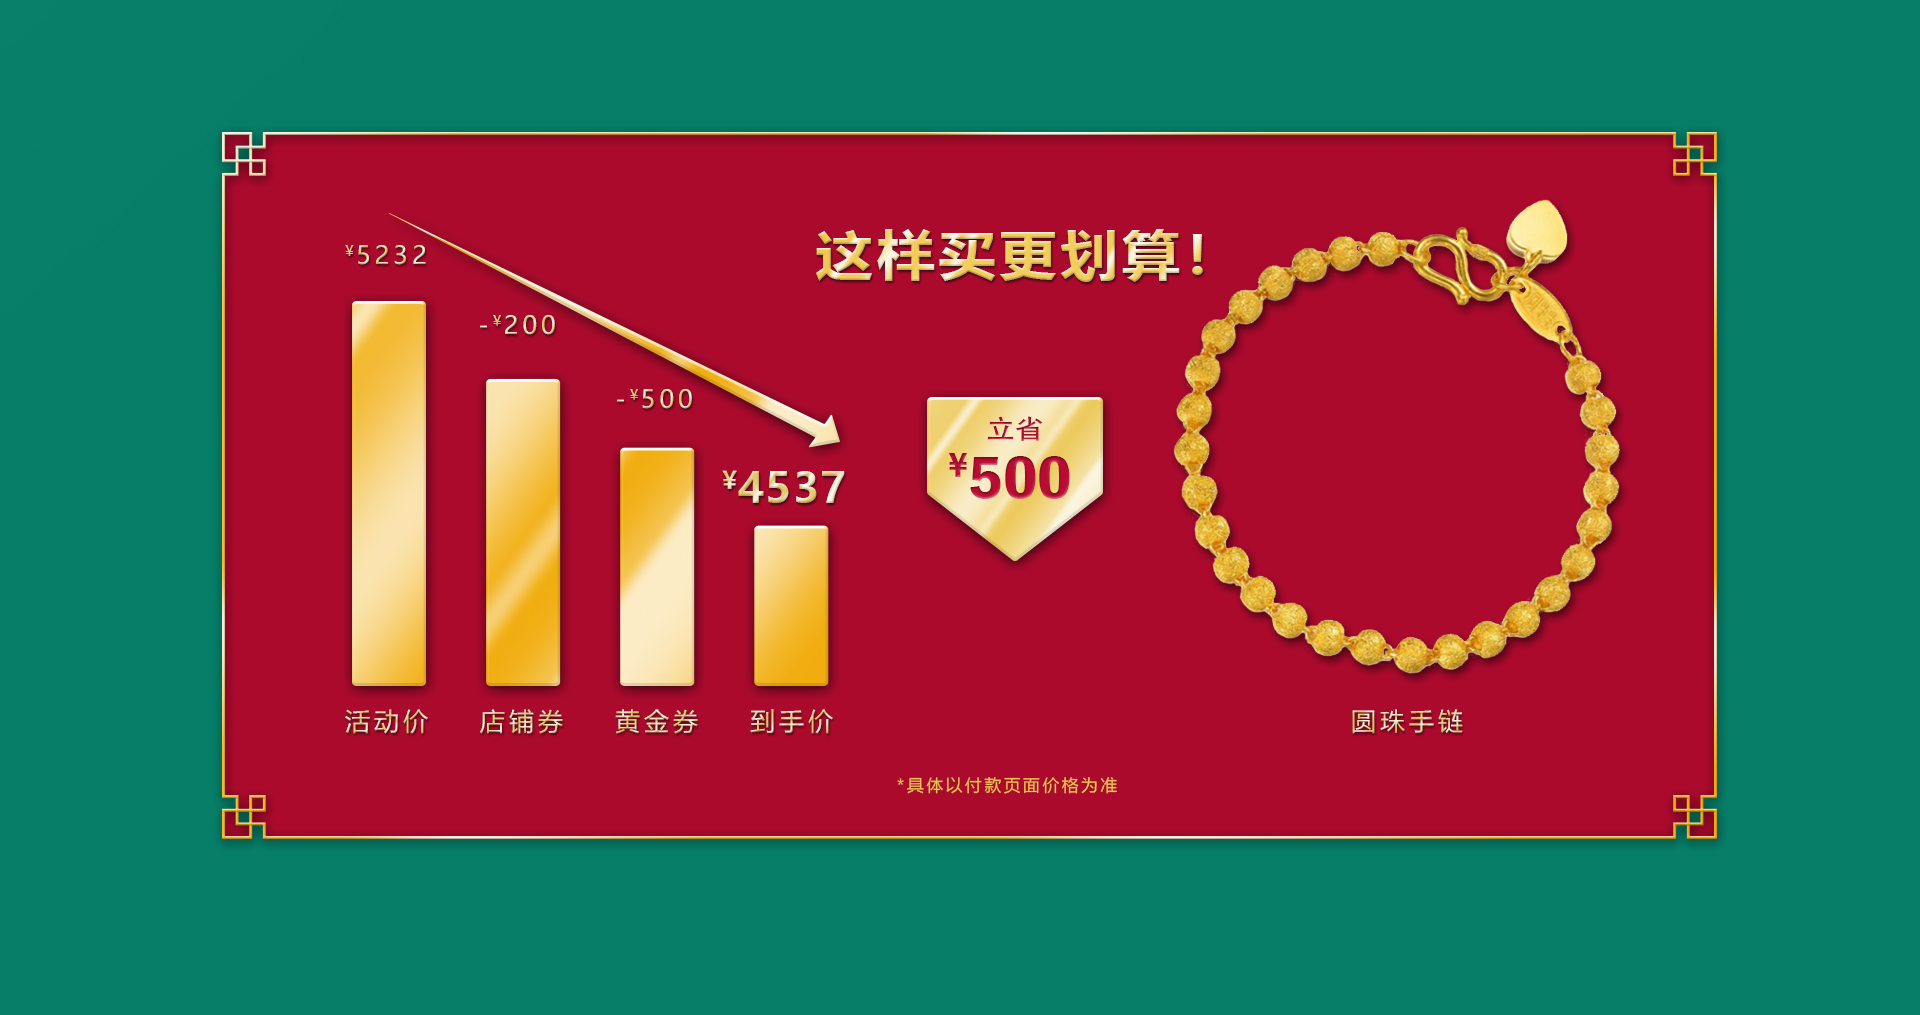 这样买更划算!
¥5232
-¥200
-¥500
¥4537
立省
¥500
活动价
店铺券
黄金券
到手价
圆珠手链
*具体以付款页面价格为准